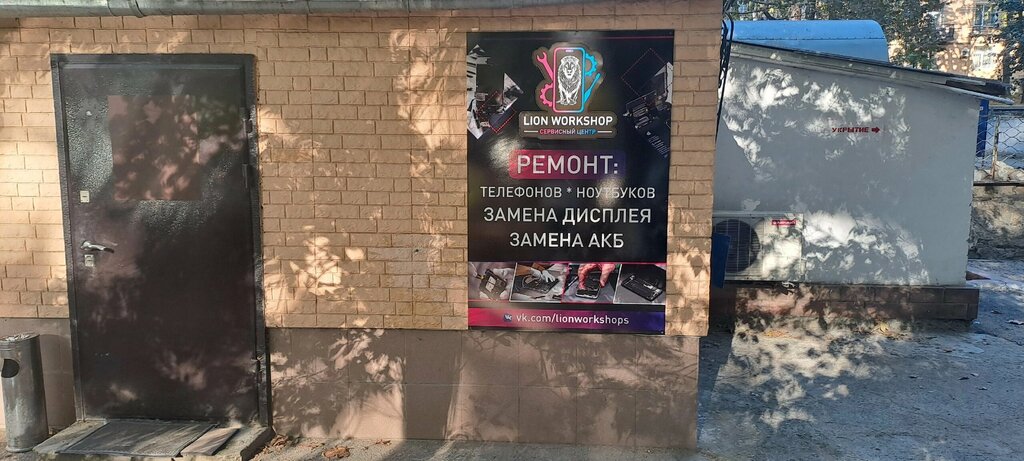 LION WORKSHOP
СЕРВИСНЫЙ ЦЕНТР
РЕМОНТ:
ТЕЛЕФОНОВ * НОУТБУКОВ
ЗАМЕНА ДИСПЛЕЯ
ЗАМЕНА АКБ
vk.com/lionworkshops
УКРЫТИЕ